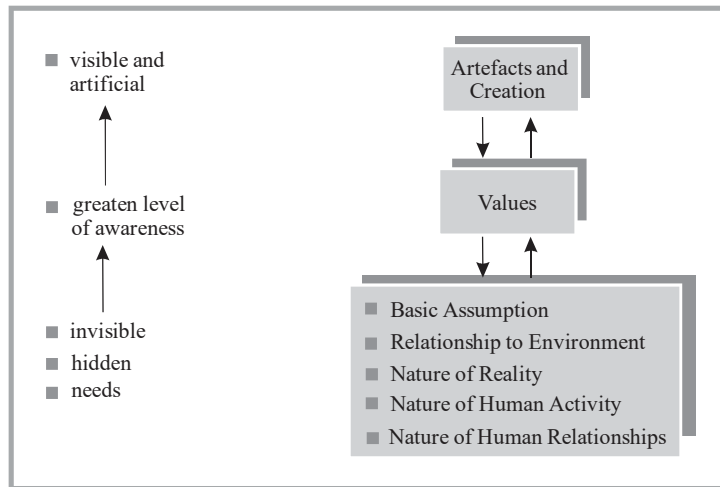 visible and
artificial
greaten level
of awareness
invisible
hidden
needs
Artefacts and
Creation
Values
Basic Assumption
Relationship to Environment
Nature of Reality
Nature of Human Activity
Nature of Human Relationships